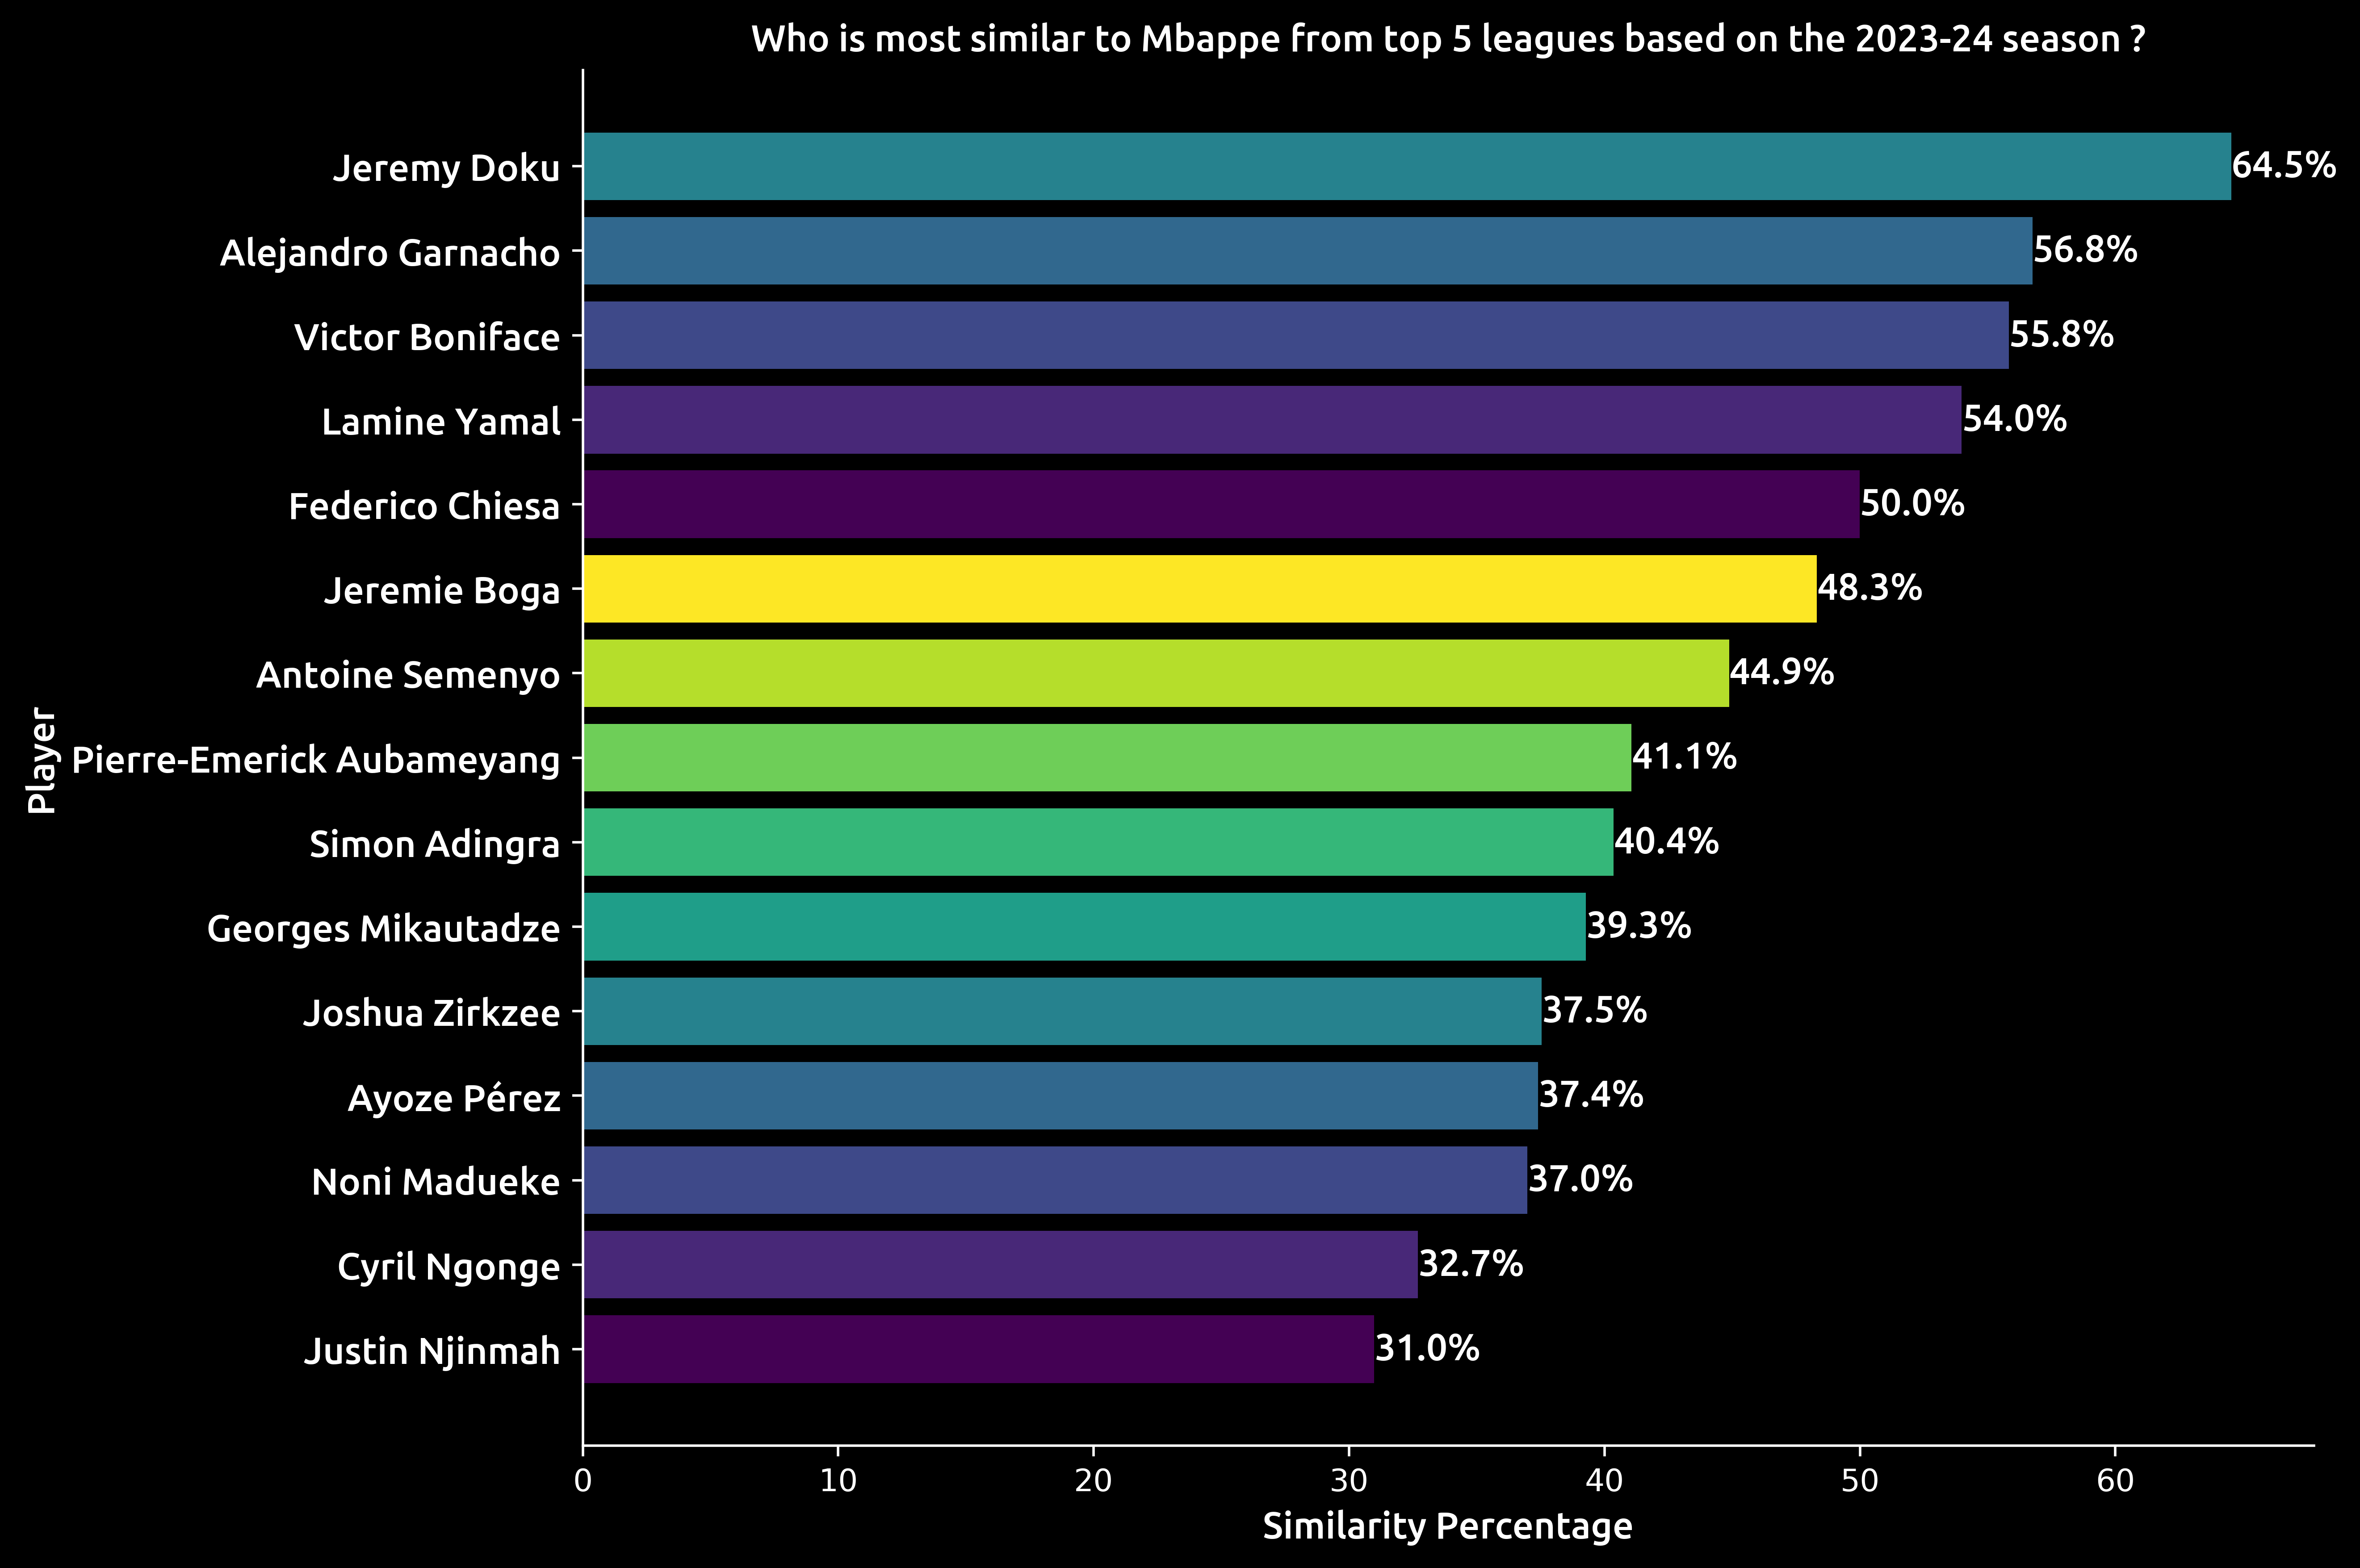 Who is most similar to Mbappe from top 5 leagues based on the 2023-24 season ?
Player
Jeremy Doku 64.5%
Alejandro Garnacho 56.8%
Victor Boniface 55.8%
Lamine Yamal 54.0%
Federico Chiesa 50.0%
Jeremie Boga 48.3%
Antoine Semenyo 44.9%
Pierre-Emerick Aubameyang 41.1%
Simon Adingra 40.4%
Georges Mikautadze 39.3%
Joshua Zirkzee 37.5%
Ayoze Pérez 37.4%
Noni Madueke 37.0%
Cyril Ngonge 32.7%
Justin Njinmah 31.0%
0 10 20 30 40 50 60
Similarity Percentage